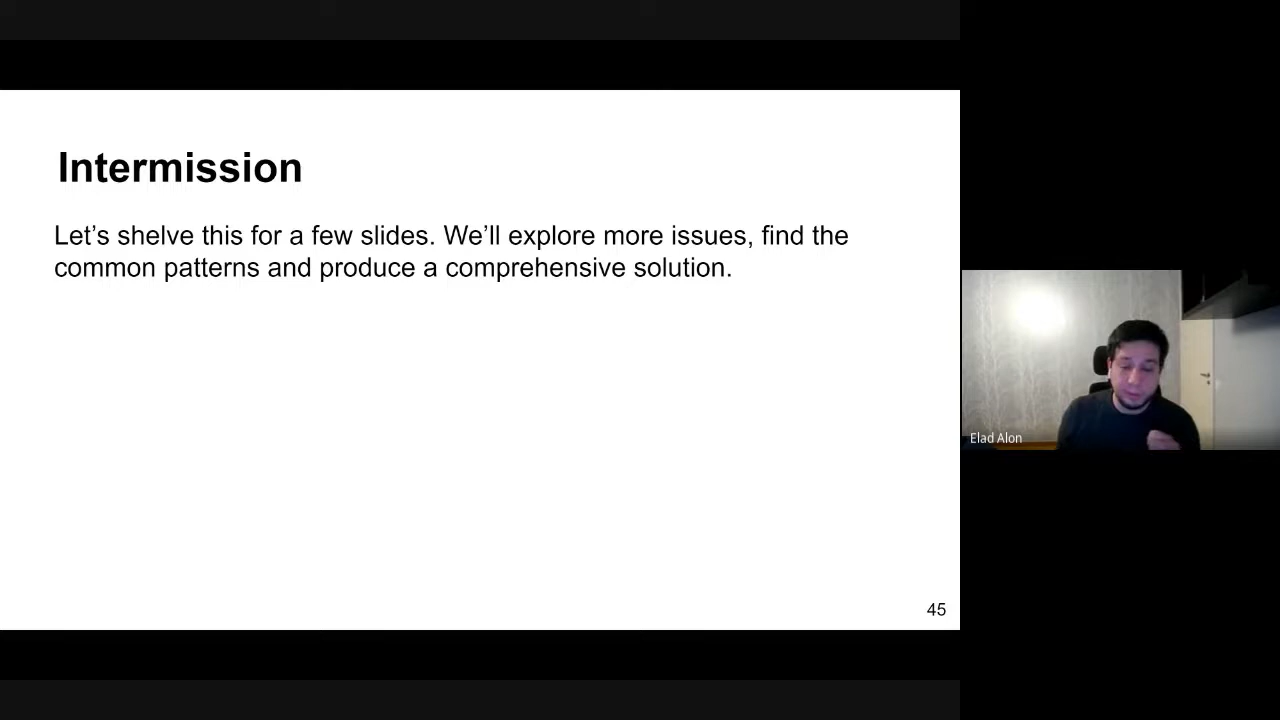 Intermission
Let’s shelve this for a few slides. We’ll explore more issues, find the
common patterns and produce a comprehensive solution.
45
Elad Alon